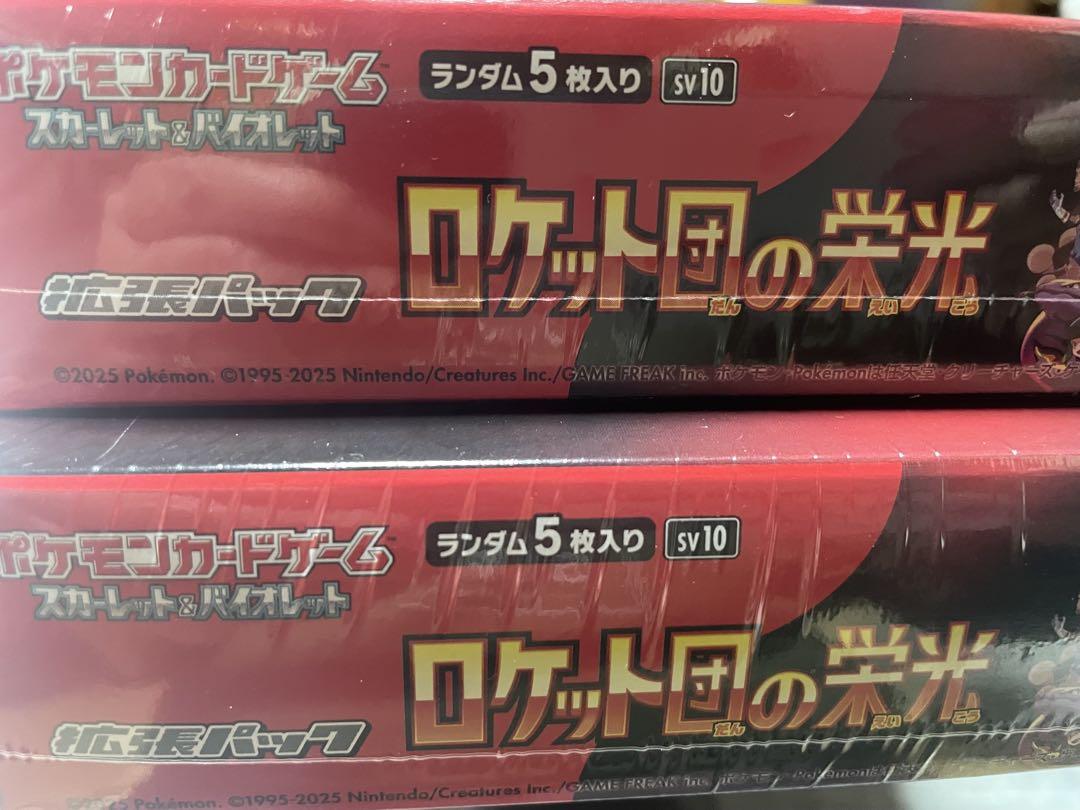 ポケモンカードゲーム
スカーレット&バイオレット
ランダム5枚入り SV10
拡張パック
ロケット団の栄光
だん えいこう
©2025 Pokémon. ©1995-2025 Nintendo/Creatures Inc./GAME FREAK inc. ポケモン・Pokémonは任天堂・クリーチャーズ・ゲ
ポケモンカードゲーム
スカーレット&バイオレット
ランダム5枚入り SV10
拡張パック
ロケット団の栄光
だん えいこう
25 Pokémon. ©1995-2025 Nintendo/Creatures Inc./GAME FREAK inc. ポケモン・Pokémonは任天